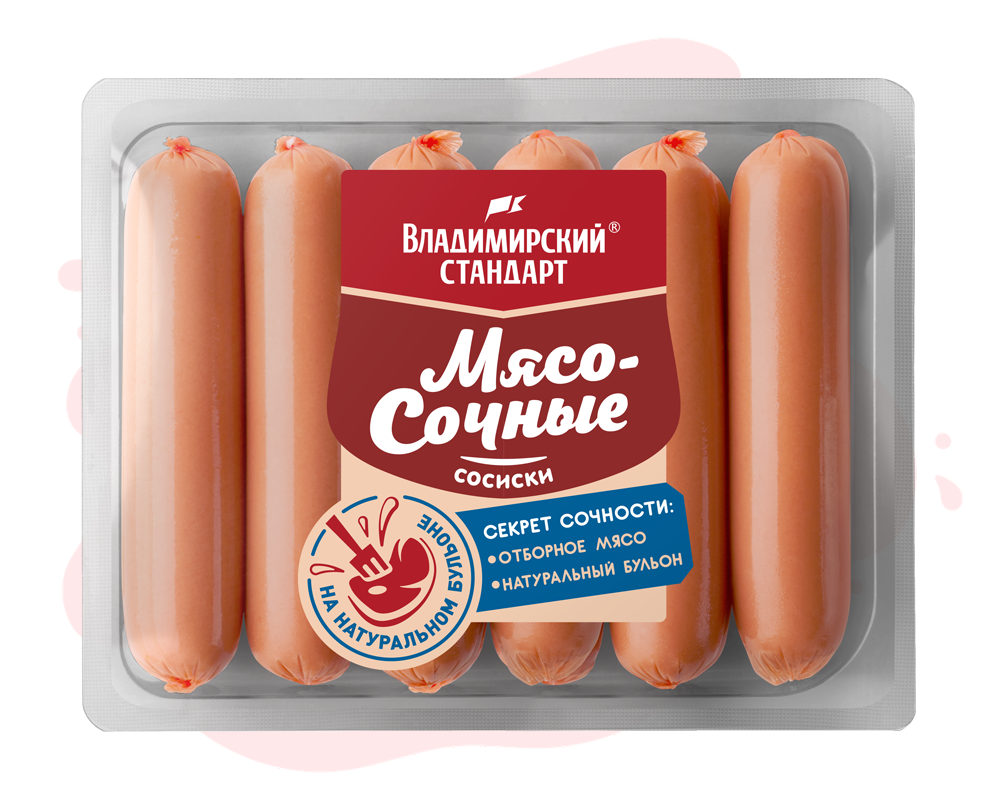 ВЛАДИМИРСКИЙ®
СТАНДАРТ
Мясо-
Сочные
СОСИСКИ
СЕКРЕТ СОЧНОСТИ:
•ОТБОРНОЕ МЯСО
•НАТУРАЛЬНЫЙ БУЛЬОН
НА НАТУРАЛЬНОМ БУЛЬОНЕ